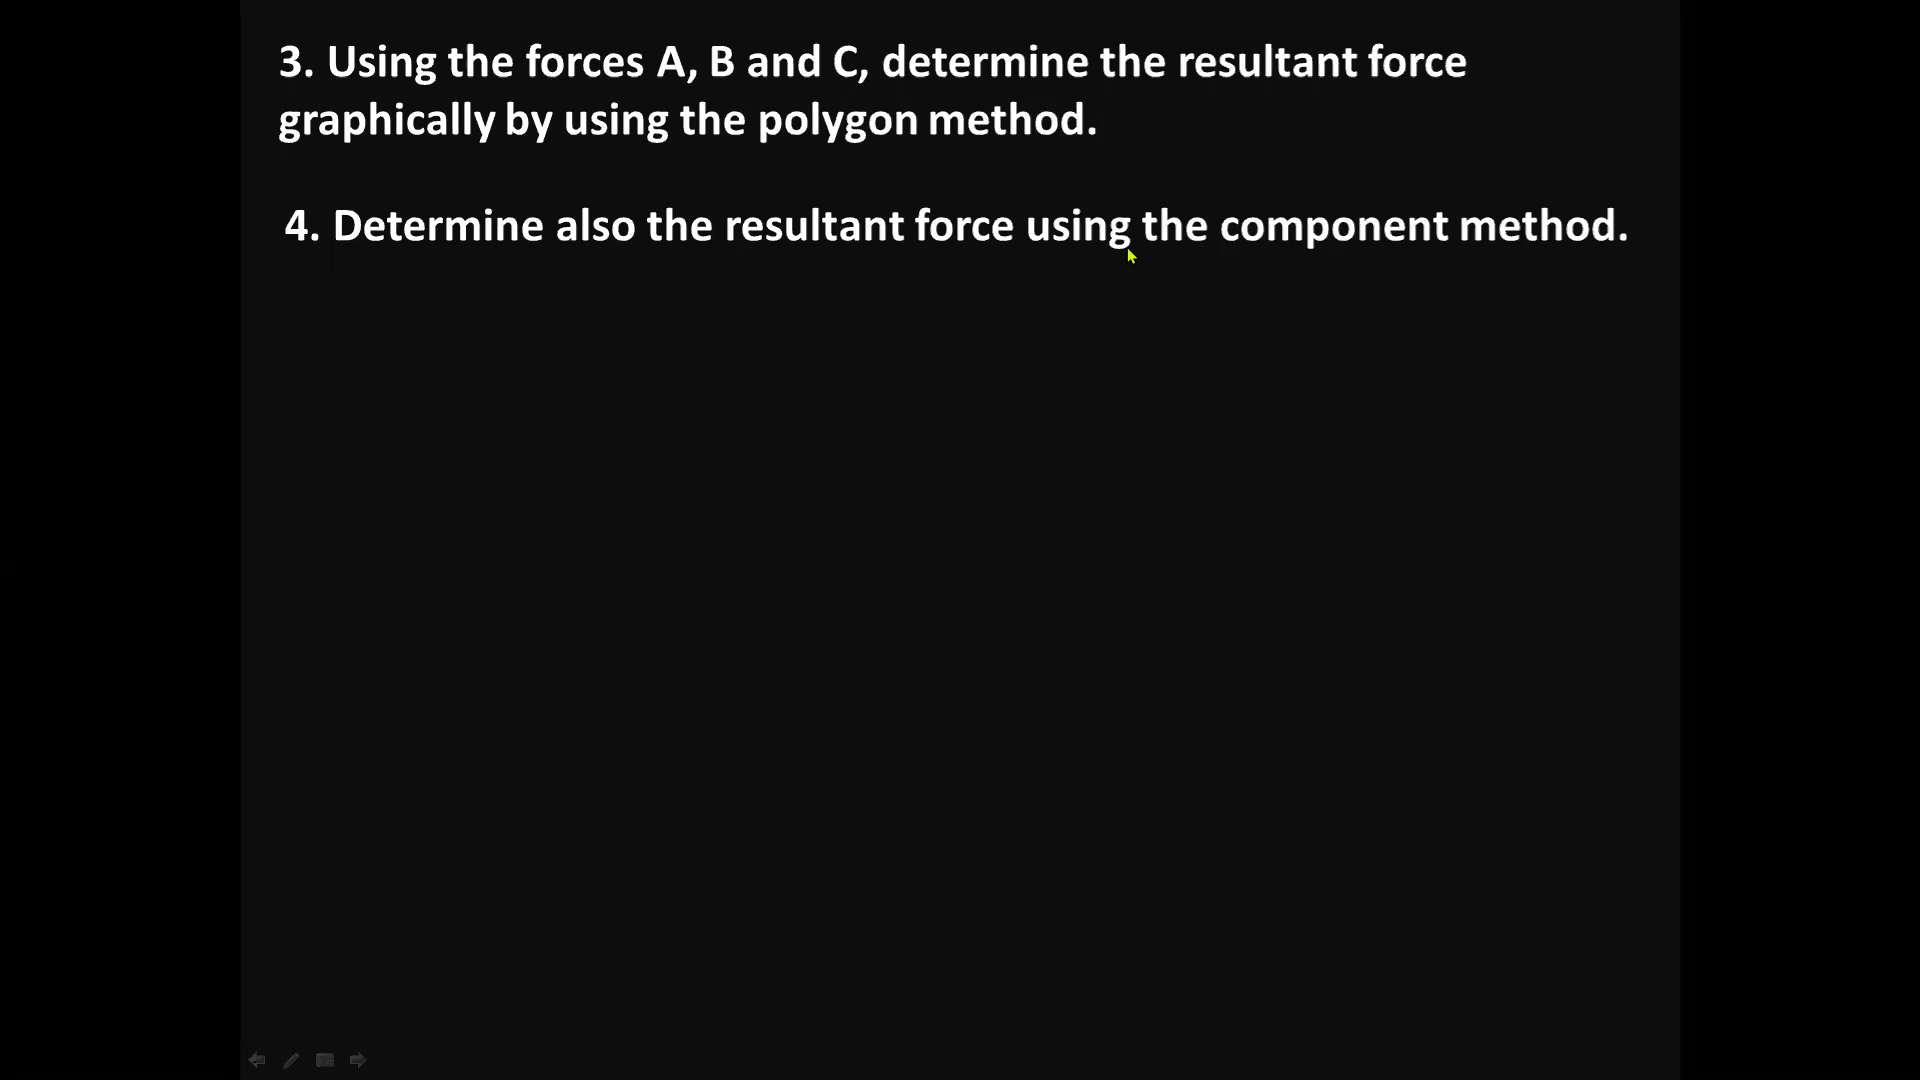 3. Using the forces A, B and C, determine the resultant force
graphically by using the polygon method.
4. Determine also the resultant force using the component method.